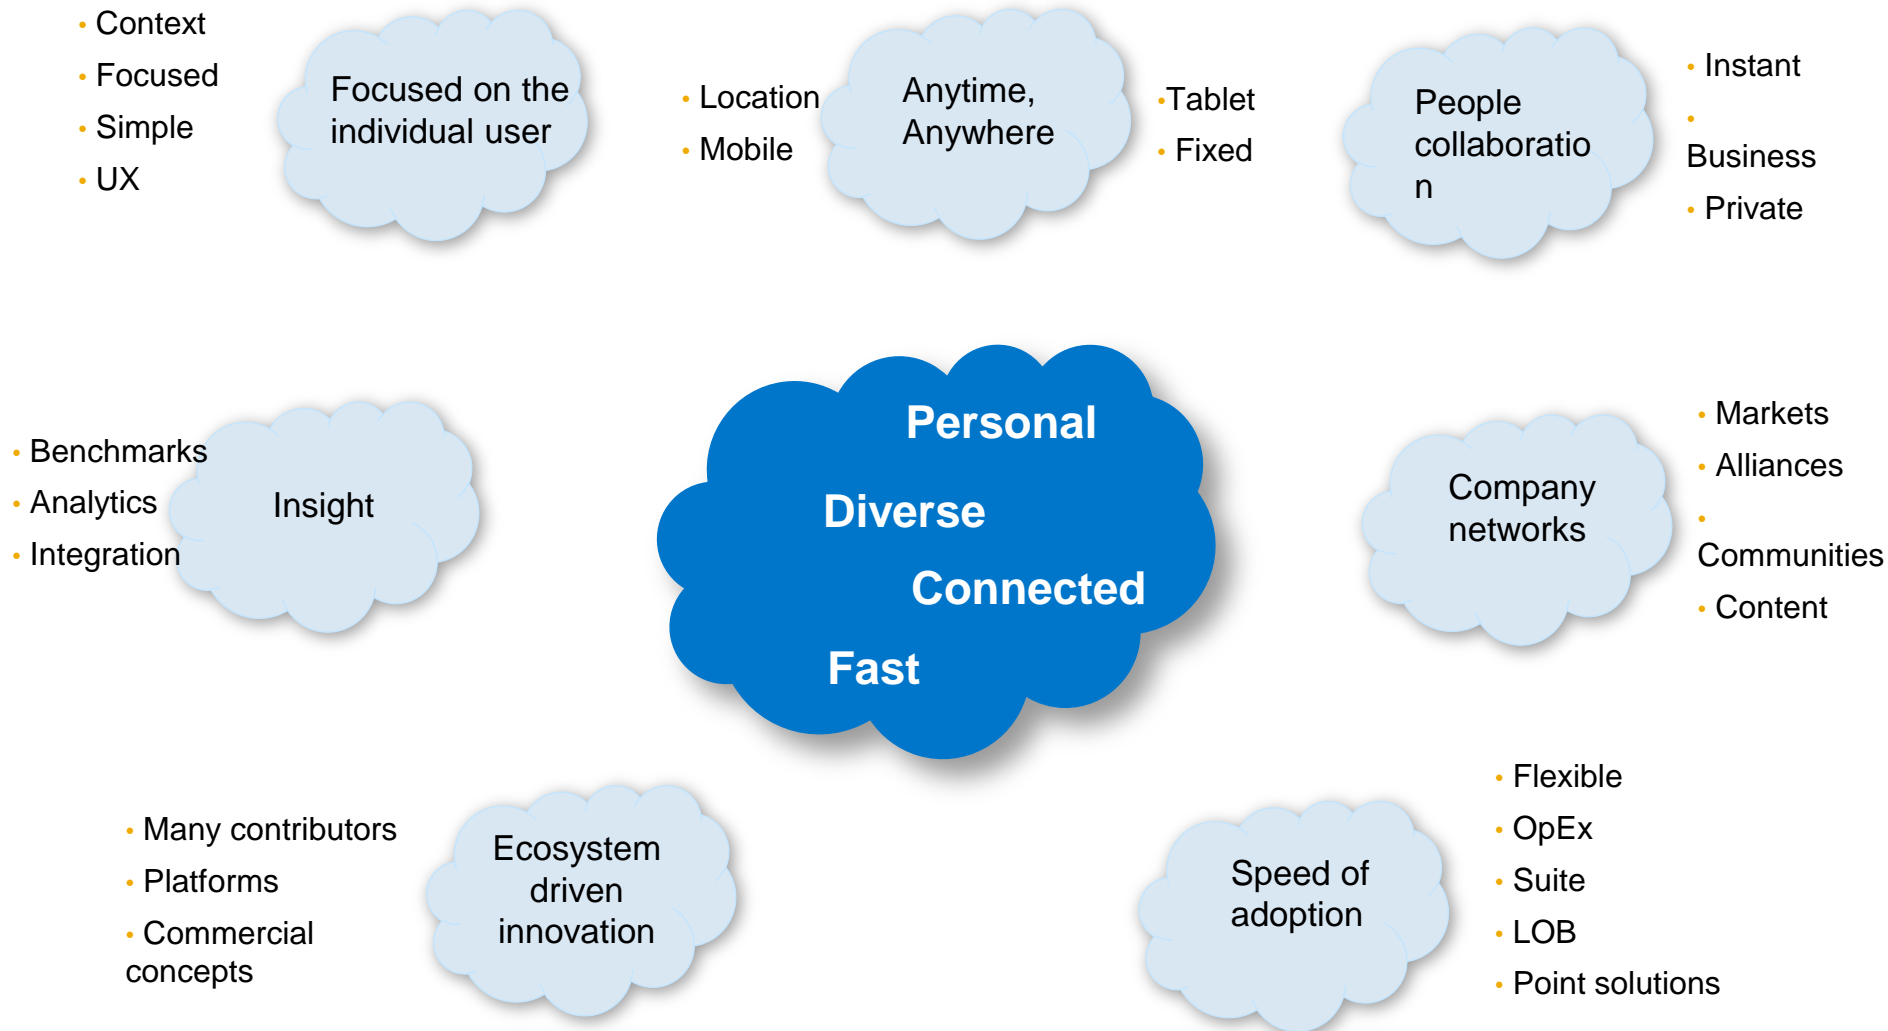 • Context
• Focused
• Simple
• UX
Focused on the
individual user
• Location
• Mobile
Anytime,
Anywhere
•Tablet
• Fixed
People
collaboratio
n
• Instant
•
Business
• Private
• Benchmarks
• Analytics
• Integration
Insight
Personal
Diverse
Connected
Fast
Company
networks
• Markets
• Alliances
•
Communities
• Content
• Many contributors
• Platforms
• Commercial
concepts
Ecosystem
driven
innovation
Speed of
adoption
• Flexible
• OpEx
• Suite
• LOB
• Point solutions